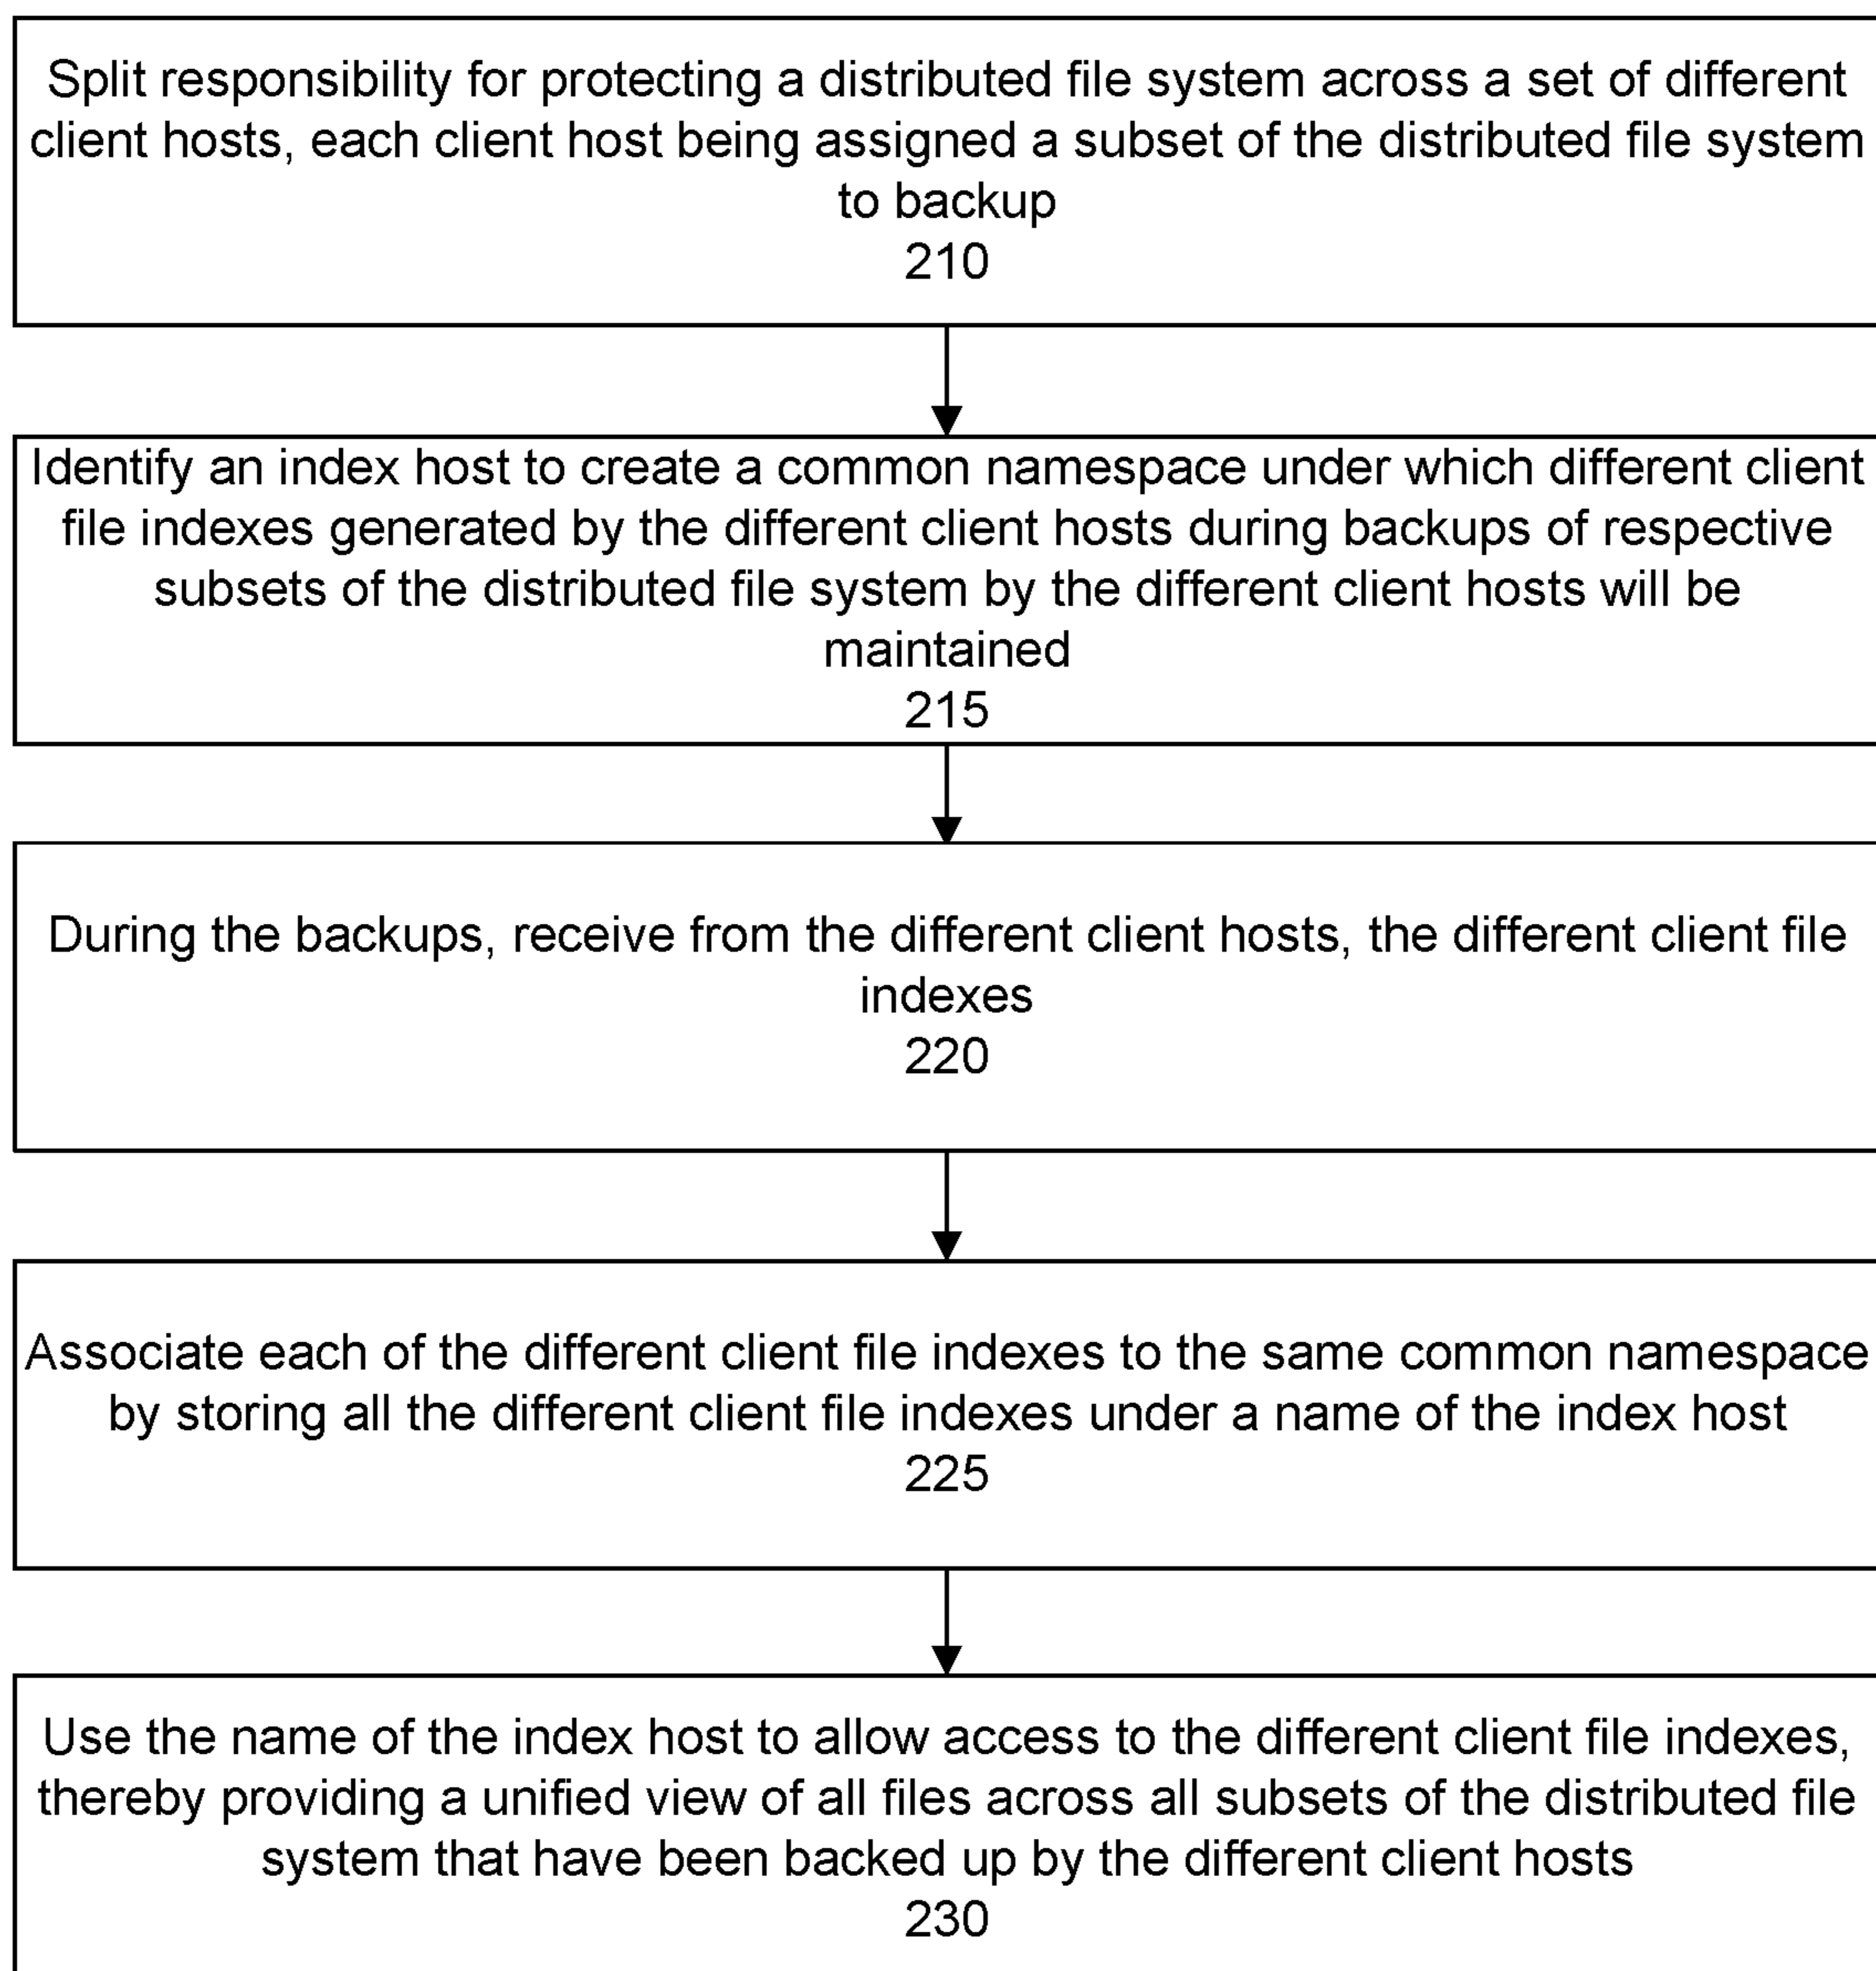 Split responsibility for protecting a distributed file system across a set of different
client hosts, each client host being assigned a subset of the distributed file system
to backup
210
Identify an index host to create a common namespace under which different client
file indexes generated by the different client hosts during backups of respective
subsets of the distributed file system by the different client hosts will be
maintained
215
During the backups, receive from the different client hosts, the different client file
indexes
220
Associate each of the different client file indexes to the same common namespace
by storing all the different client file indexes under a name of the index host
225
Use the name of the index host to allow access to the different client file indexes,
thereby providing a unified view of all files across all subsets of the distributed file
system that have been backed up by the different client hosts
230